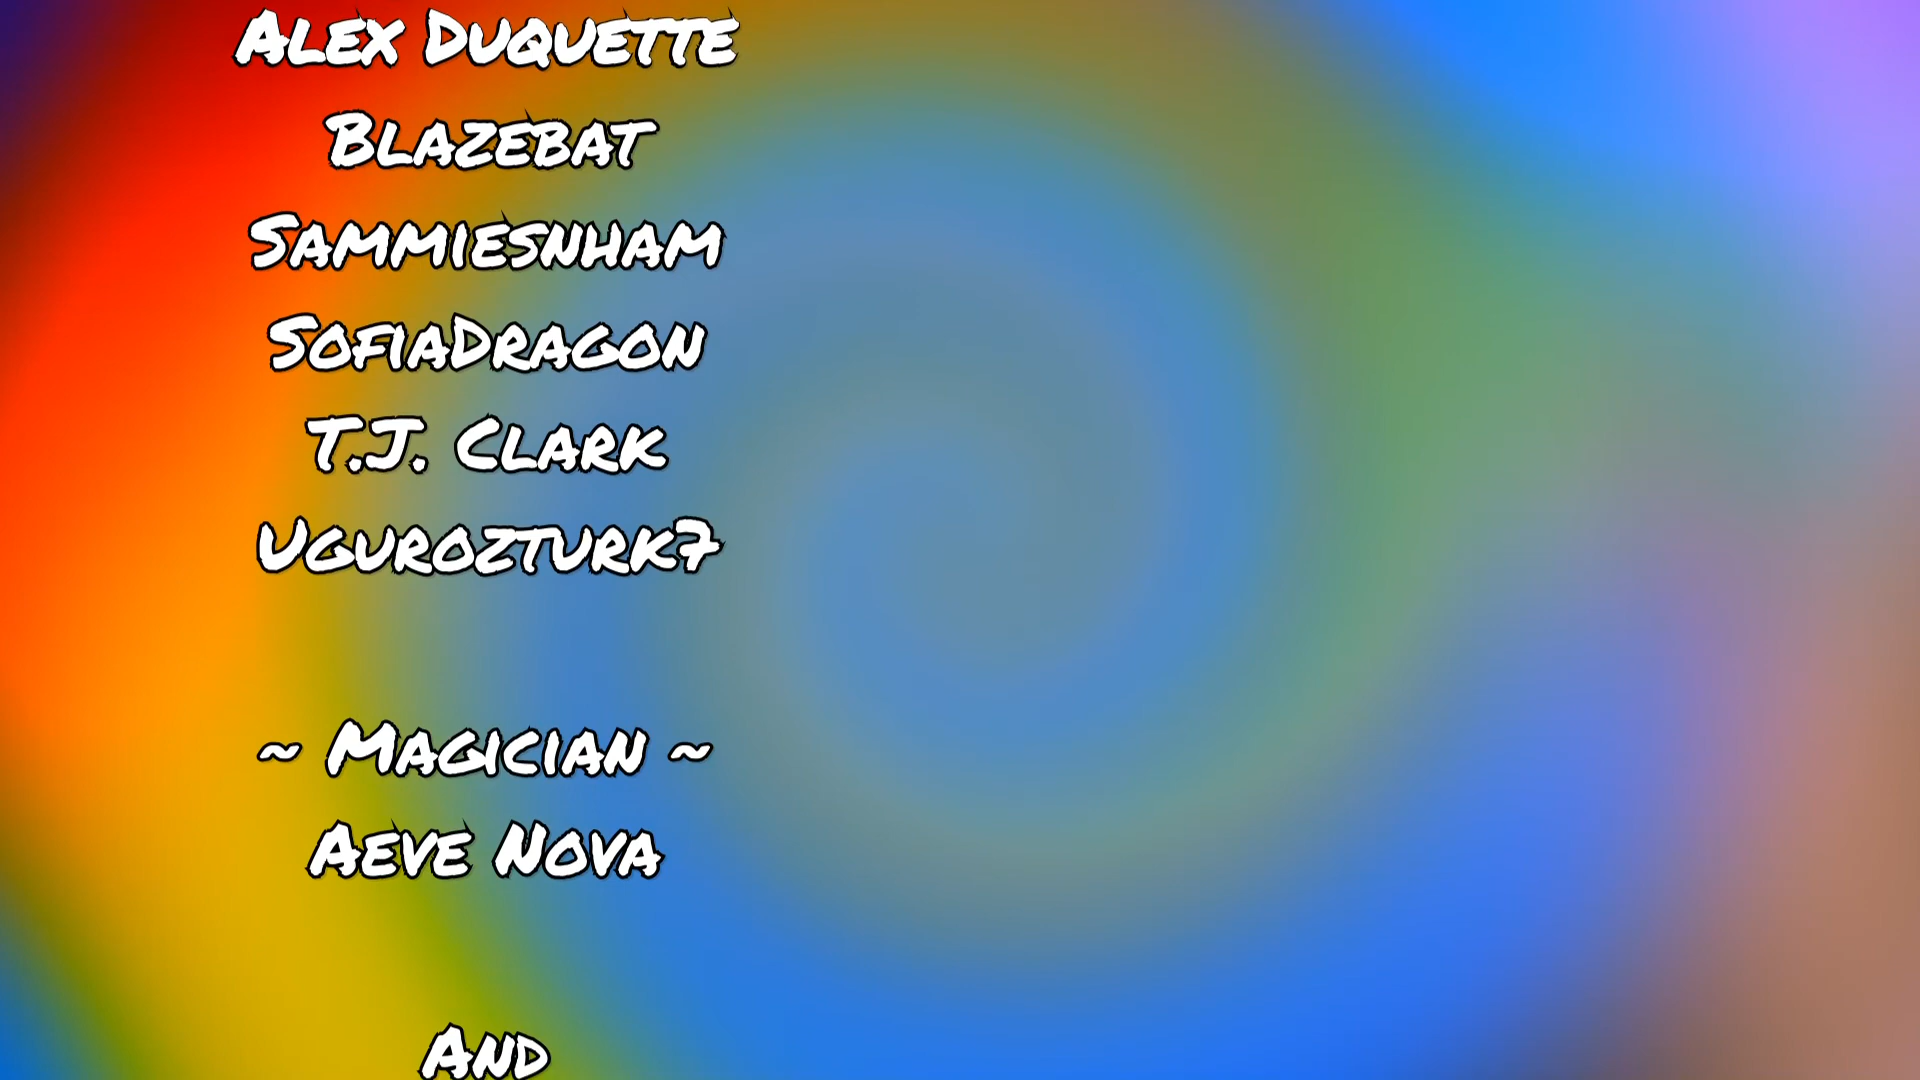 Alex Duquette
Blazebat
Sammiesnham
SofiaDragon
T.J. Clark
Ugurozturk7
~ Magician ~
Aeve Nova
And